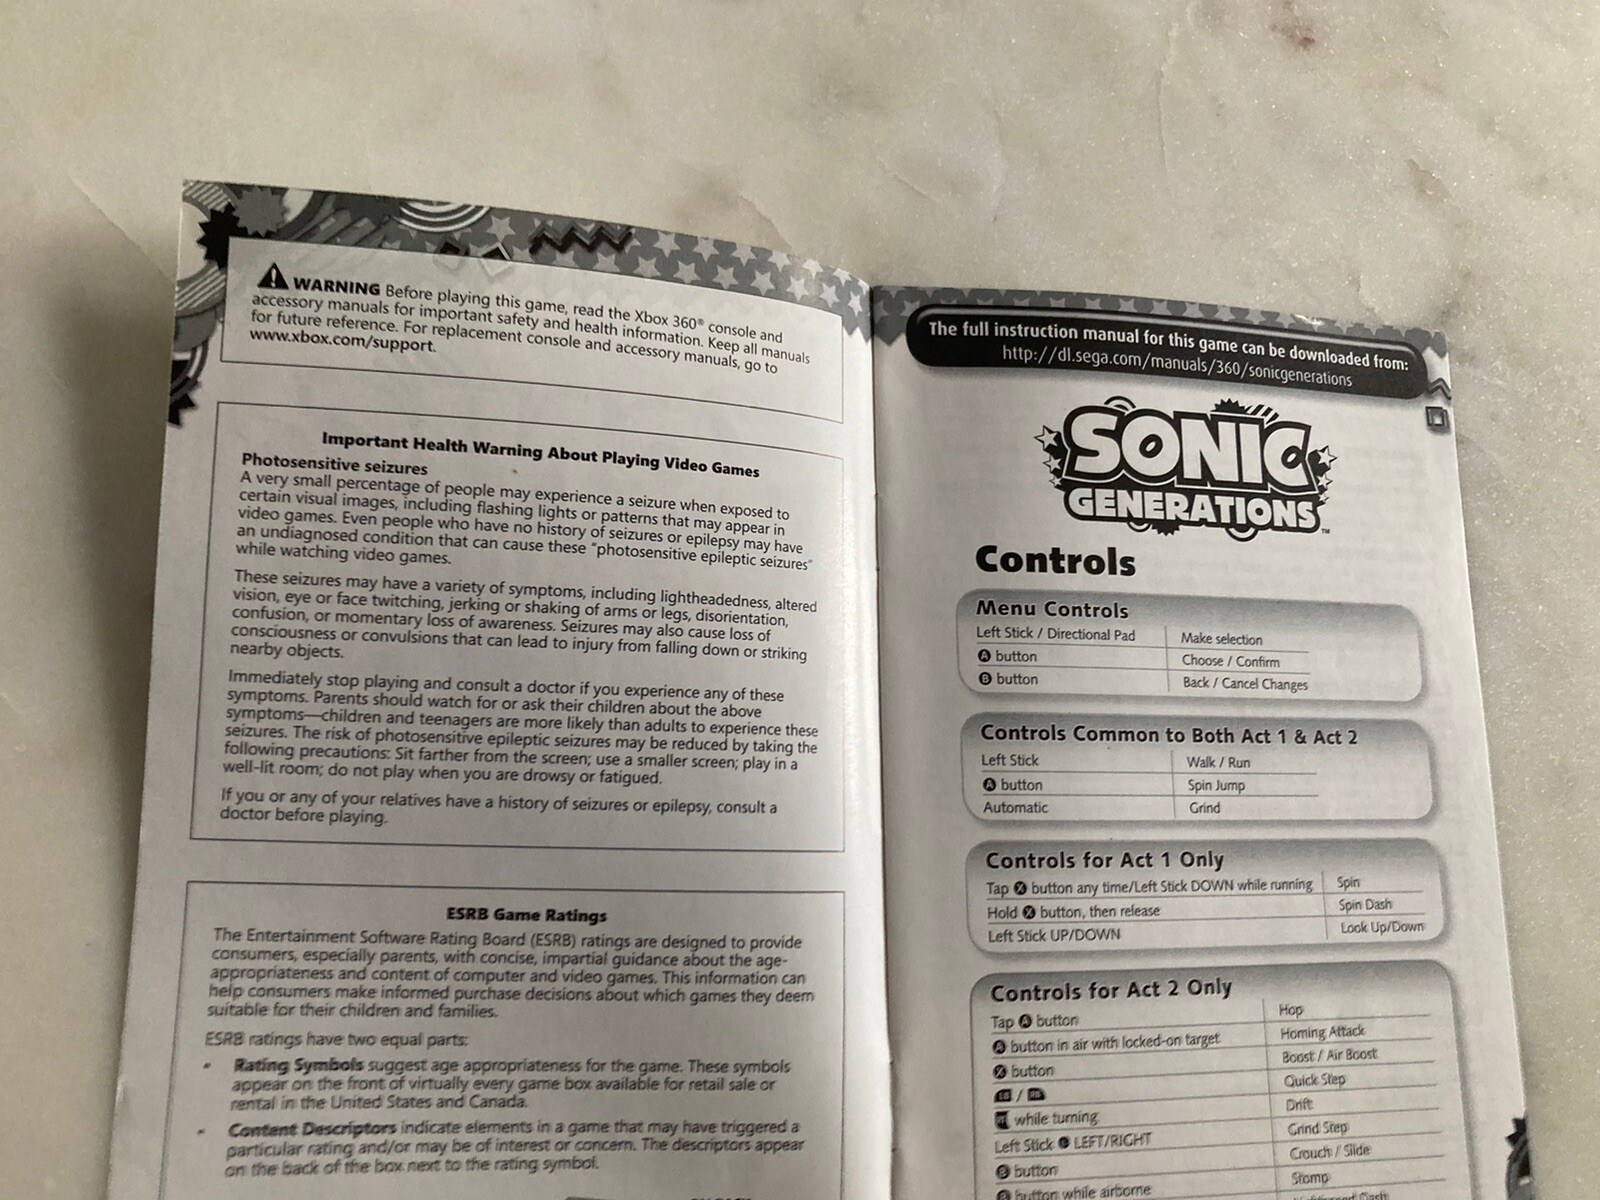 WARNING Before playing this game, read the Xbox 360® console and
accessory manuals for important safety and health information. Keep all manuals
for future reference. For replacement console and accessory manuals, go to
www.xbox.com/support.
Important Health Warning About Playing Video Games
Photosensitive seizures
A very small percentage of people may experience a seizure when exposed to
certain visual images, including flashing lights or patterns that may appear in
video games. Even people who have no history of seizures or epilepsy may have
an undiagnosed condition that can cause these "photosensitive epileptic seizures"
while watching video games.
These seizures may have a variety of symptoms, including lightheadedness, altered
vision, eye or face twitching, jerking or shaking of arms or legs, disorientation,
confusion, or momentary loss of awareness. Seizures may also cause loss of
consciousness or convulsions that can lead to injury from falling down or striking
nearby objects.
Immediately stop playing and consult a doctor if you experience any of these
symptoms. Parents should watch for or ask their children about the above
symptoms—children and teenagers are more likely than adults to experience these
seizures. The risk of photosensitive epileptic seizures may be reduced by taking the
following precautions: Sit farther from the screen; use a smaller screen; play in a
well-lit room; do not play when you are drowsy or fatigued.
If you or any of your relatives have a history of seizures or epilepsy, consult a
doctor before playing.
ESRB Game Ratings
The Entertainment Software Rating Board (ESRB) ratings are designed to provide
consumers, especially parents, with concise, impartial guidance about the age-
appropriateness and content of computer and video games. This information can
help consumers make informed purchase decisions about which games they deem
suitable for their children and families.
ESRB ratings have two equal parts:
• Rating Symbols suggest age appropriateness for the game. These symbols
appear on the front of virtually every game box available for retail sale or
rental in the United States and Canada.
• Content Descriptors indicate elements in a game that may have triggered a
particular rating and/or may be of interest or concern. The descriptors appear
on the back of the box next to the rating symbol.
The full instruction manual for this game can be downloaded from:
http://dl.sega.com/manuals/360/sonicgenerations
SONIC
GENERATIONS™
Controls
Menu Controls
Left Stick / Directional Pad Make selection
A button Choose / Confirm
B button Back / Cancel Changes
Controls Common to Both Act 1 & Act 2
Left Stick Walk / Run
A button Spin Jump
Automatic Grind
Controls for Act 1 Only
Tap X button any time/Left Stick DOWN while running Spin
Hold X button, then release Spin Dash
Left Stick UP/DOWN Look Up/Down
Controls for Act 2 Only
Tap A button Hop
A button in air with locked-on target Homing Attack
X button Boost / Air Boost
LB / RB Quick Step
while turning Drift
Left Stick LEFT/RIGHT Grind Step
B button Crouch / Slide
B button while airborne Stomp
Dash